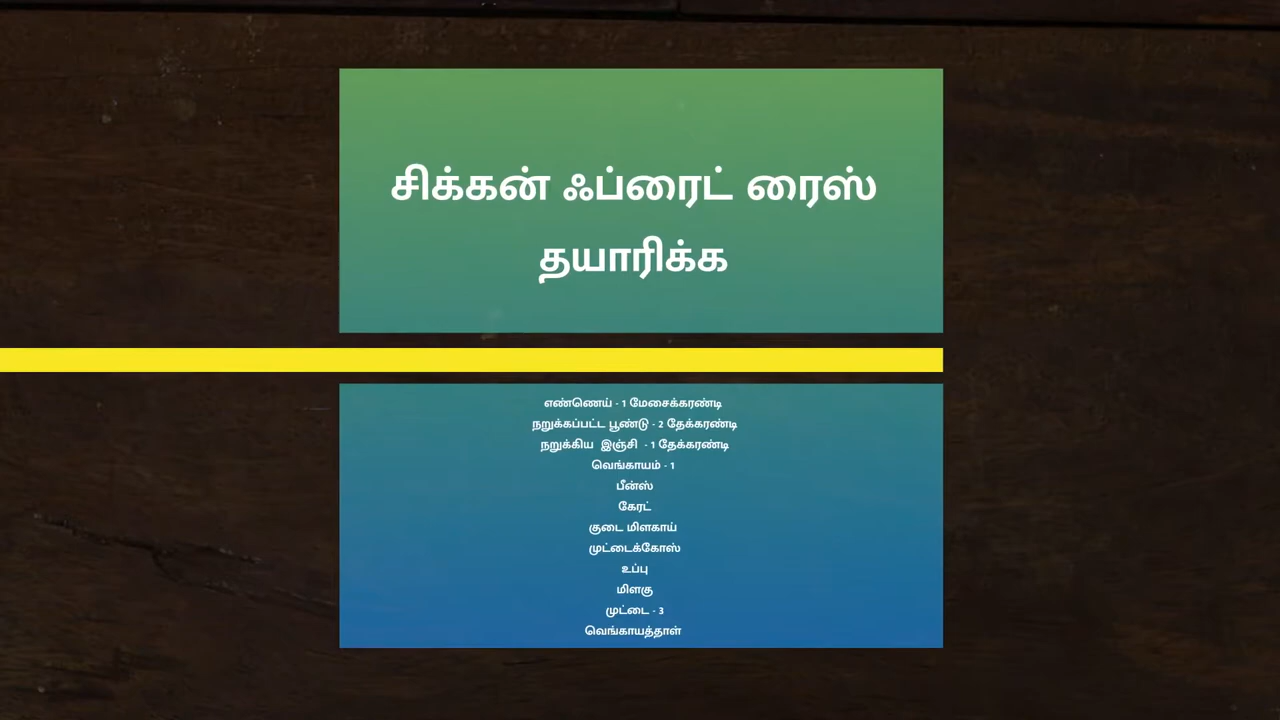 சிக்கன் ஃப்ரைட் ரைஸ்
தயாரிக்க
எண்ணெய் - 1 மேசைக்கரண்டி
நறுக்கப்பட்ட பூண்டு - 2 தேக்கரண்டி
நறுக்கிய இஞ்சி - 1 தேக்கரண்டி
வெங்காயம் - 1
பீன்ஸ்
கேரட்
குடை மிளகாய்
முட்டைக்கோஸ்
உப்பு
மிளகு
முட்டை - 3
வெங்காயத்தாள்